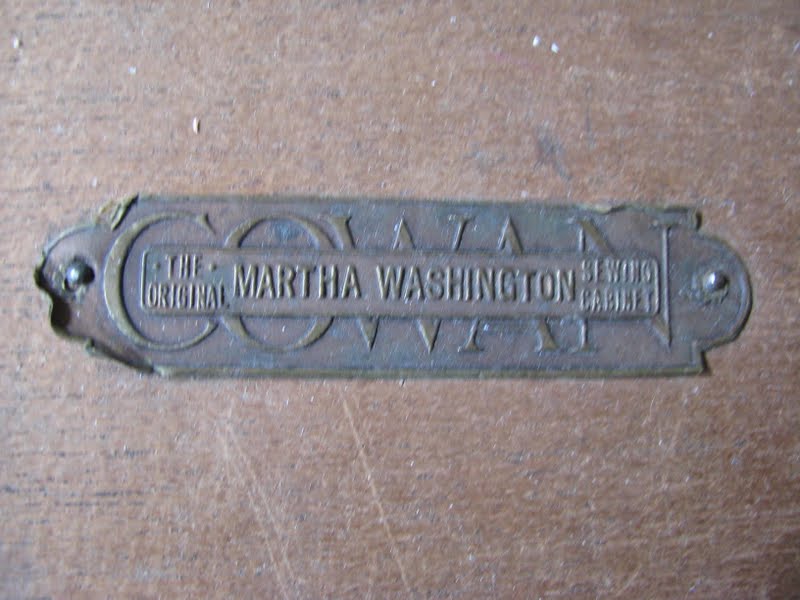 COWAN
THE
ORIGINAL
MARTHA WASHINGTON
SEWING
CABINET